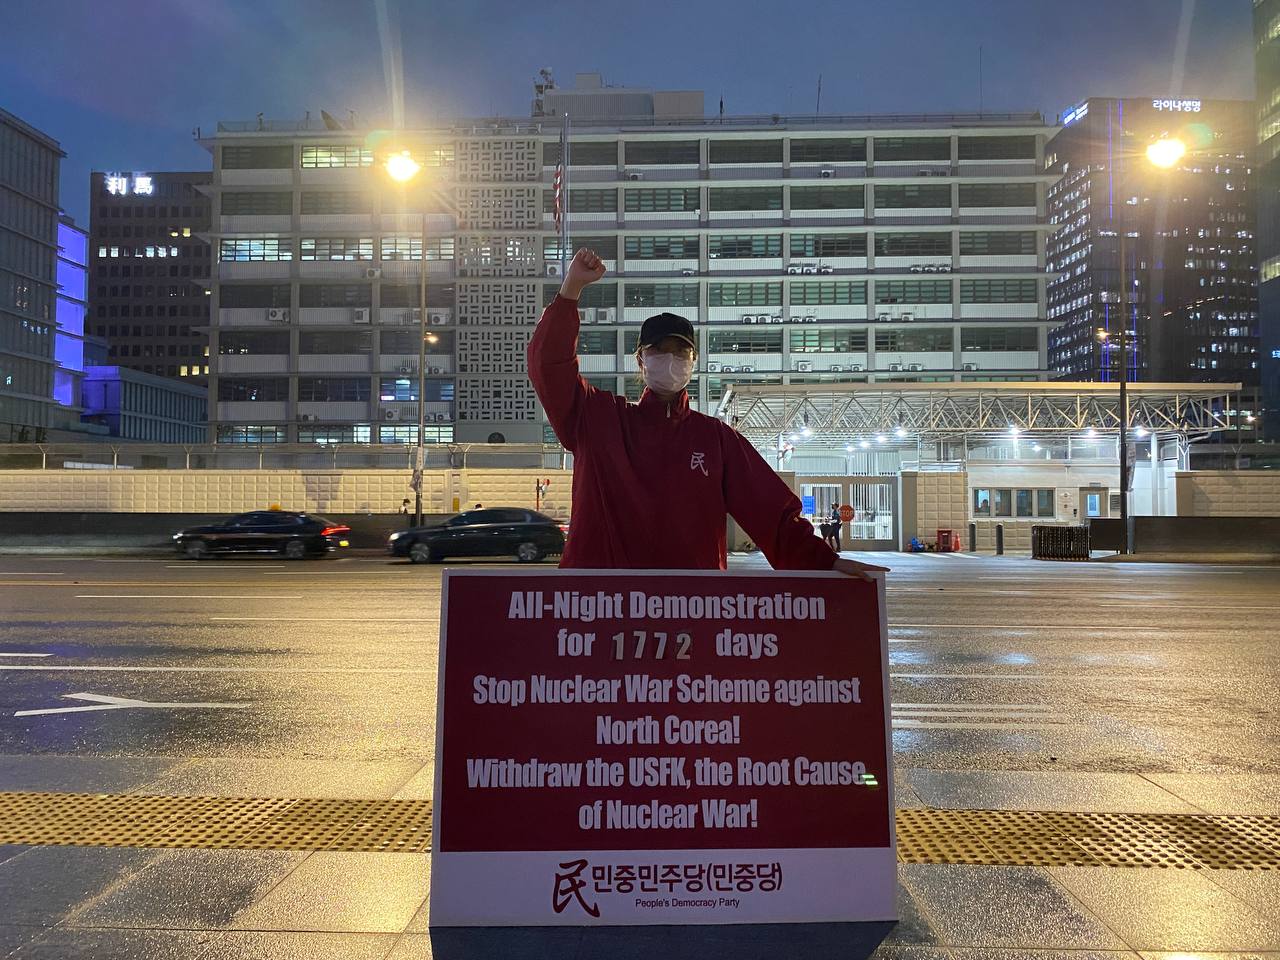 라이나생명
利馬
民
STOP
All-Night Demonstration
for 1772 days
Stop Nuclear War Scheme against
North Corea!
Withdraw the USFK, the Root Cause
of Nuclear War!
民 민중민주당(민중당)
People's Democracy Party